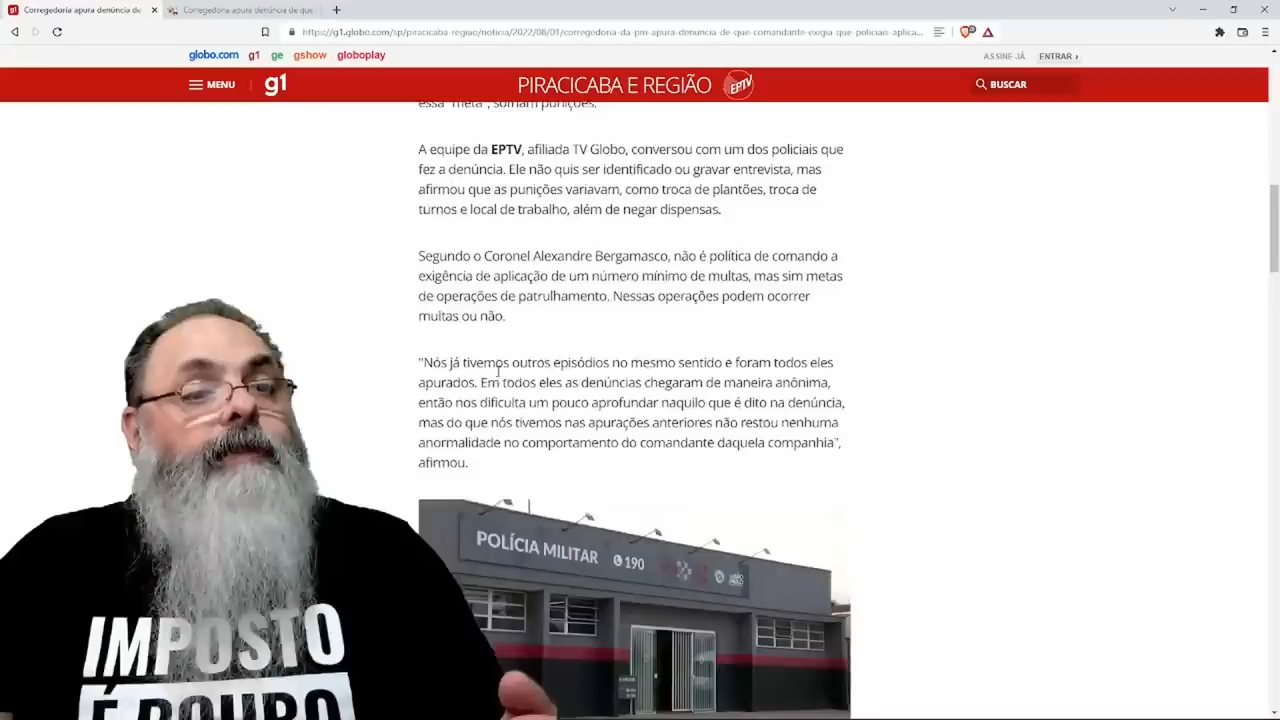 Corregedoria apura denúncia de
Corregedoria apura denúncia de que
https://g1.globo.com/sp/piracicaba-regiao/noticia/2022/08/01/corregedoria-da-pm-apura-denuncia-de-que-comandante-exigia-que-policiais-aplica...
globo.com g1 ge gshow globoplay
ASSINE JÁ ENTRAR ›
MENU g1 PIRACICABA E REGIÃO EPTV BUSCAR
essa "meta", somam punições.
A equipe da EPTV, afiliada TV Globo, conversou com um dos policiais que
fez a denúncia. Ele não quis ser identificado ou gravar entrevista, mas
afirmou que as punições variavam, como troca de plantões, troca de
turnos e local de trabalho, além de negar dispensas.
Segundo o Coronel Alexandre Bergamasco, não é política de comando a
exigência de aplicação de um número mínimo de multas, mas sim metas
de operações de patrulhamento. Nessas operações podem ocorrer
multas ou não.
"Nós já tivemos outros episódios no mesmo sentido e foram todos eles
apurados. Em todos eles as denúncias chegaram de maneira anônima,
então nos dificulta um pouco aprofundar naquilo que é dito na denúncia,
mas do que nós tivemos nas apurações anteriores não restou nenhuma
anormalidade no comportamento do comandante daquela companhia",
afirmou.
POLÍCIA MILITAR 190
IMPOSTO
É ROUBO